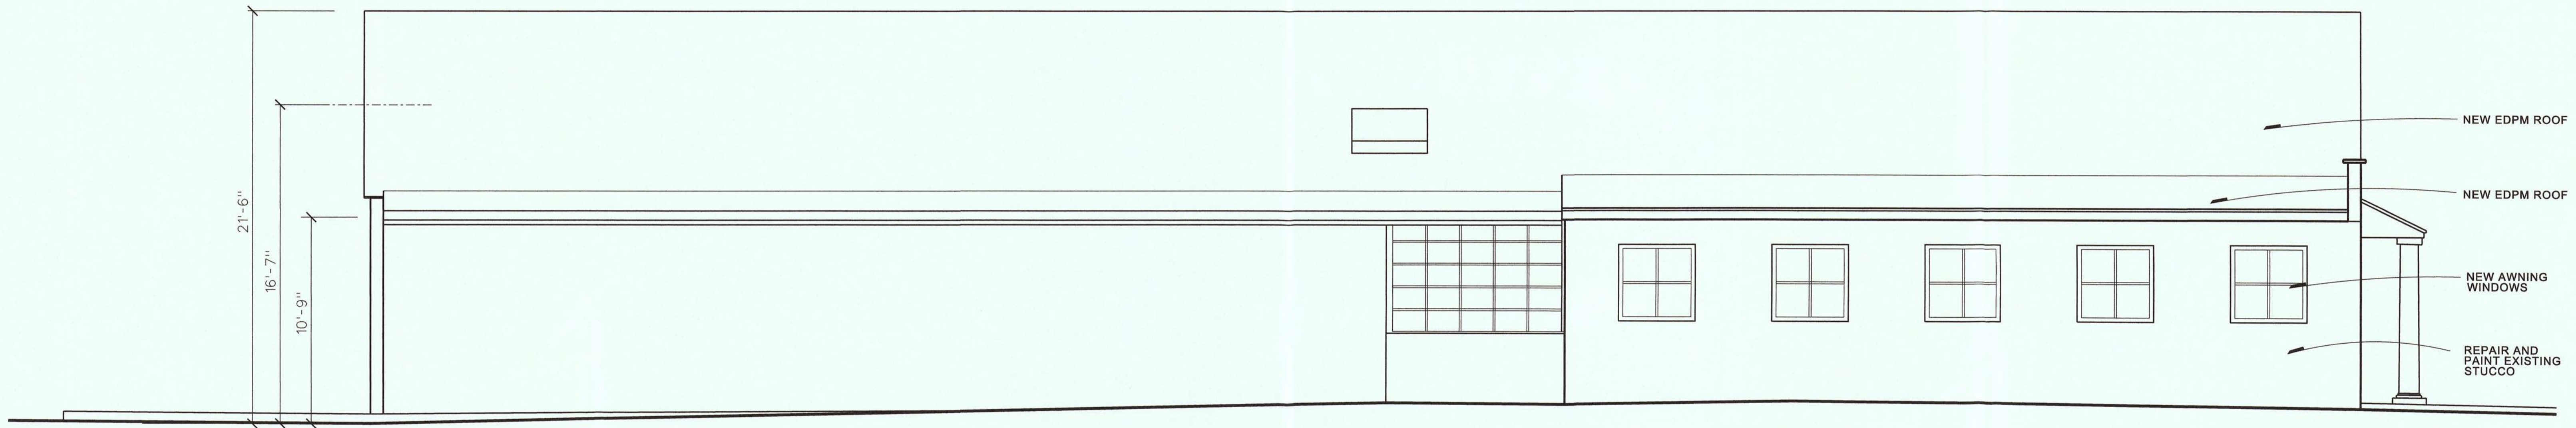 21'-6"
16'-7"
10'-9"
NEW EDPM ROOF
NEW EDPM ROOF
NEW AWNING
WINDOWS
REPAIR AND
PAINT EXISTING
STUCCO